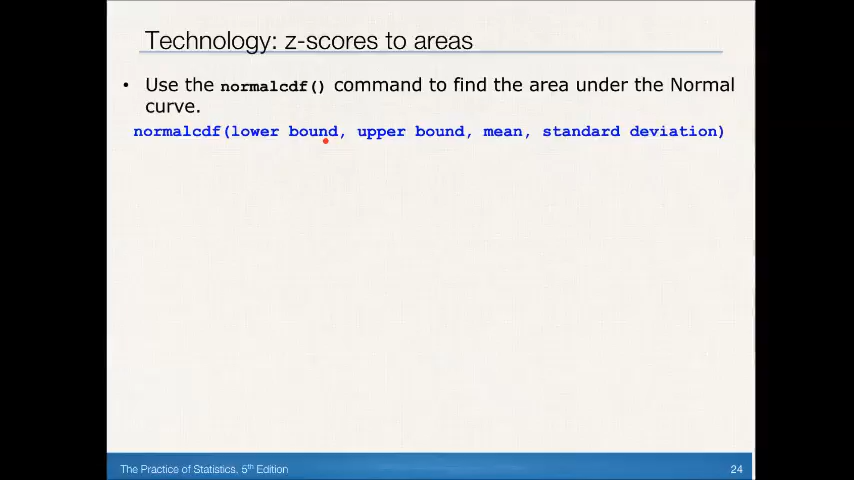 Technology: z-scores to areas
• Use the normalcdf() command to find the area under the Normal
curve.
normalcdf(lower bound, upper bound, mean, standard deviation)
The Practice of Statistics, 5th Edition
24